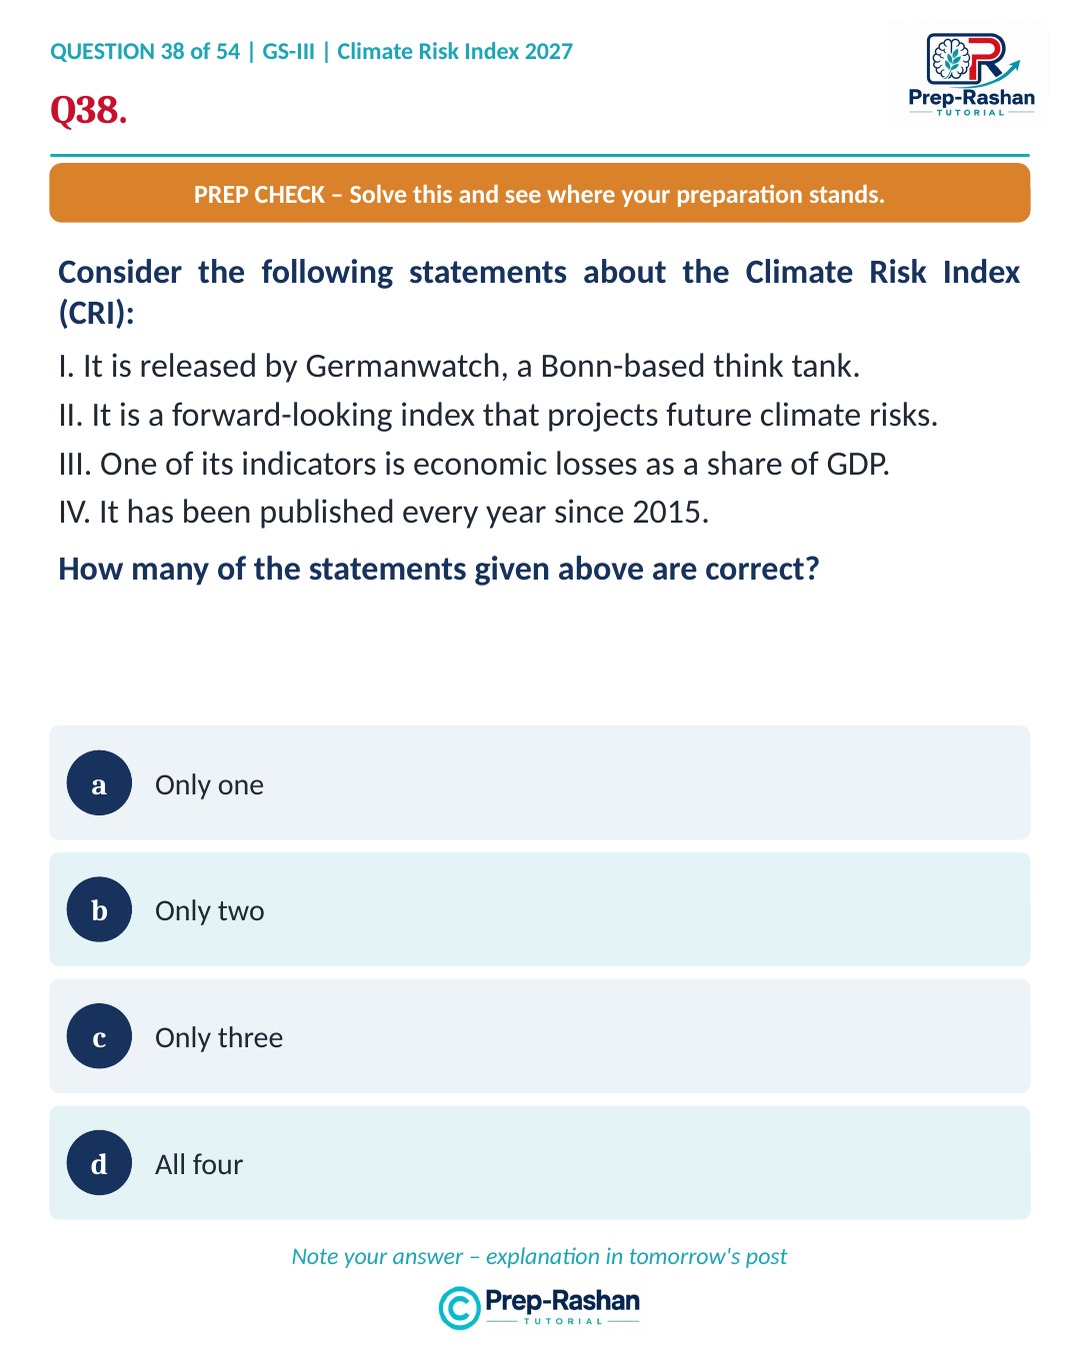 QUESTION 38 of 54 | GS-III | Climate Risk Index 2027
Prep-Rashan
TUTORIAL
Q38.
PREP CHECK – Solve this and see where your preparation stands.
Consider the following statements about the Climate Risk Index
(CRI):
I. It is released by Germanwatch, a Bonn-based think tank.
II. It is a forward-looking index that projects future climate risks.
III. One of its indicators is economic losses as a share of GDP.
IV. It has been published every year since 2015.
How many of the statements given above are correct?
a Only one
b Only two
c Only three
d All four
Note your answer – explanation in tomorrow's post
© Prep-Rashan
TUTORIAL